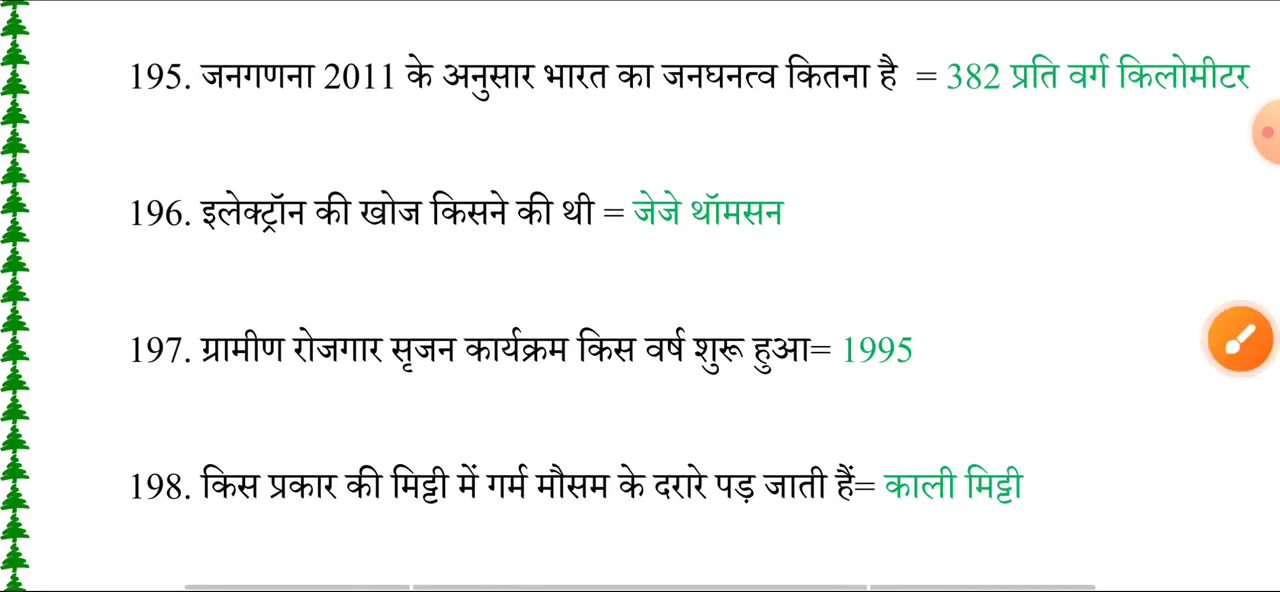 195. जनगणना 2011 के अनुसार भारत का जनघनत्व कितना है = 382 प्रति वर्ग किलोमीटर
196. इलेक्ट्रॉन की खोज किसने की थी = जेजे थॉमसन
197. ग्रामीण रोजगार सृजन कार्यक्रम किस वर्ष शुरू हुआ= 1995
198. किस प्रकार की मिट्टी में गर्म मौसम के दरारे पड़ जाती हैं= काली मिट्टी